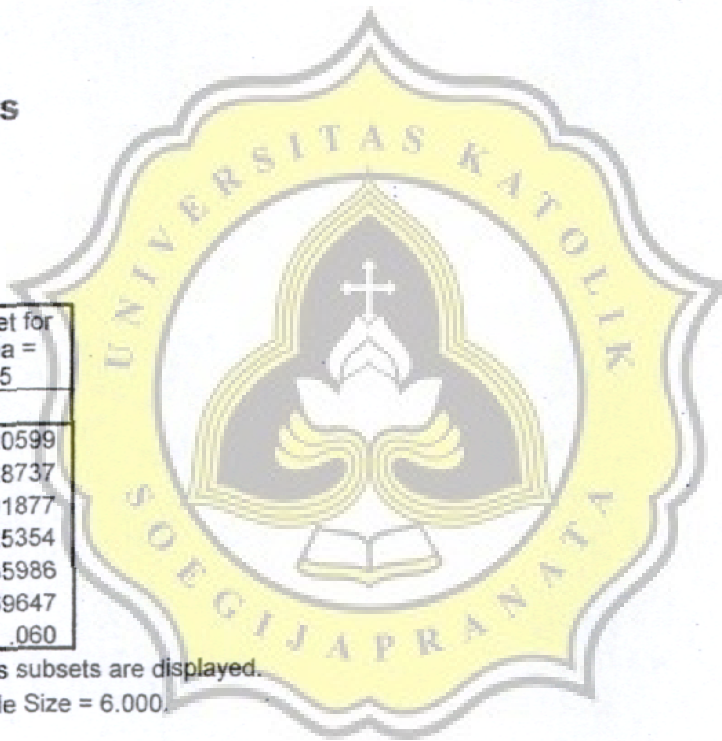 s
et for
a =
5
0599
8737
1877
5354
5986
9647
.060
s subsets are displayed.
le Size = 6.000.
UNIVERSITAS KATOLIK
SOEGIJAPRANATA